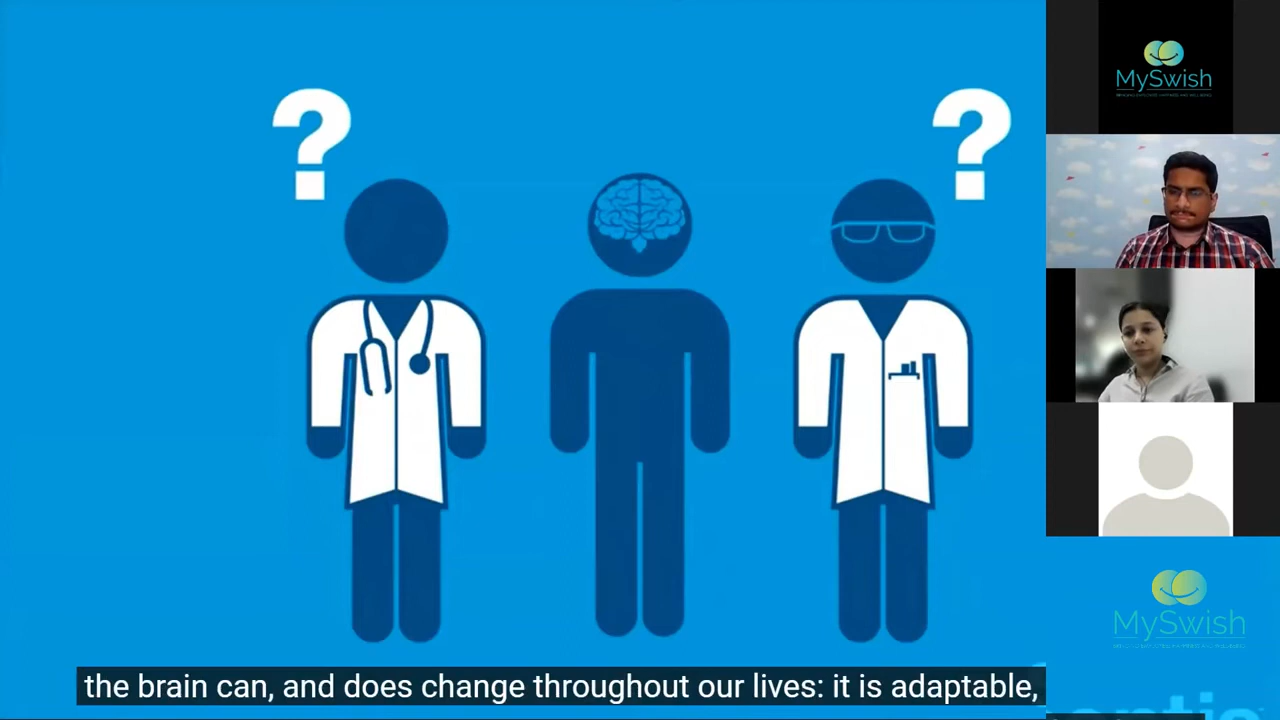 ?
?
MySwish
MySwish
the brain can, and does change throughout our lives: it is adaptable,